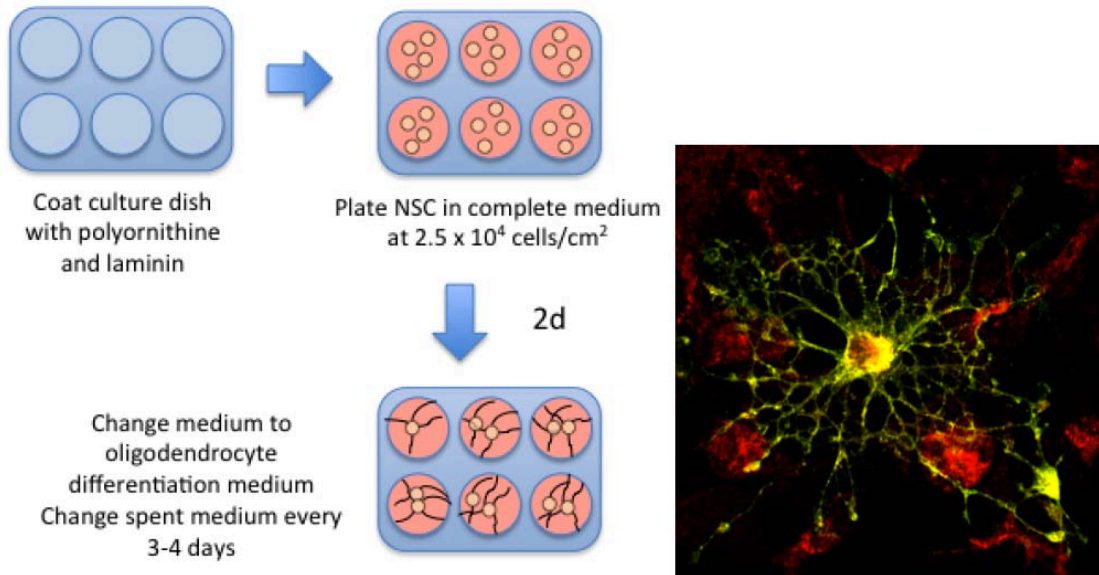 Coat culture dish
with polyornithine
and laminin
Plate NSC in complete medium
at 2.5 x 10⁴ cells/cm²
2d
Change medium to
oligodendrocyte
differentiation medium
Change spent medium every
3-4 days